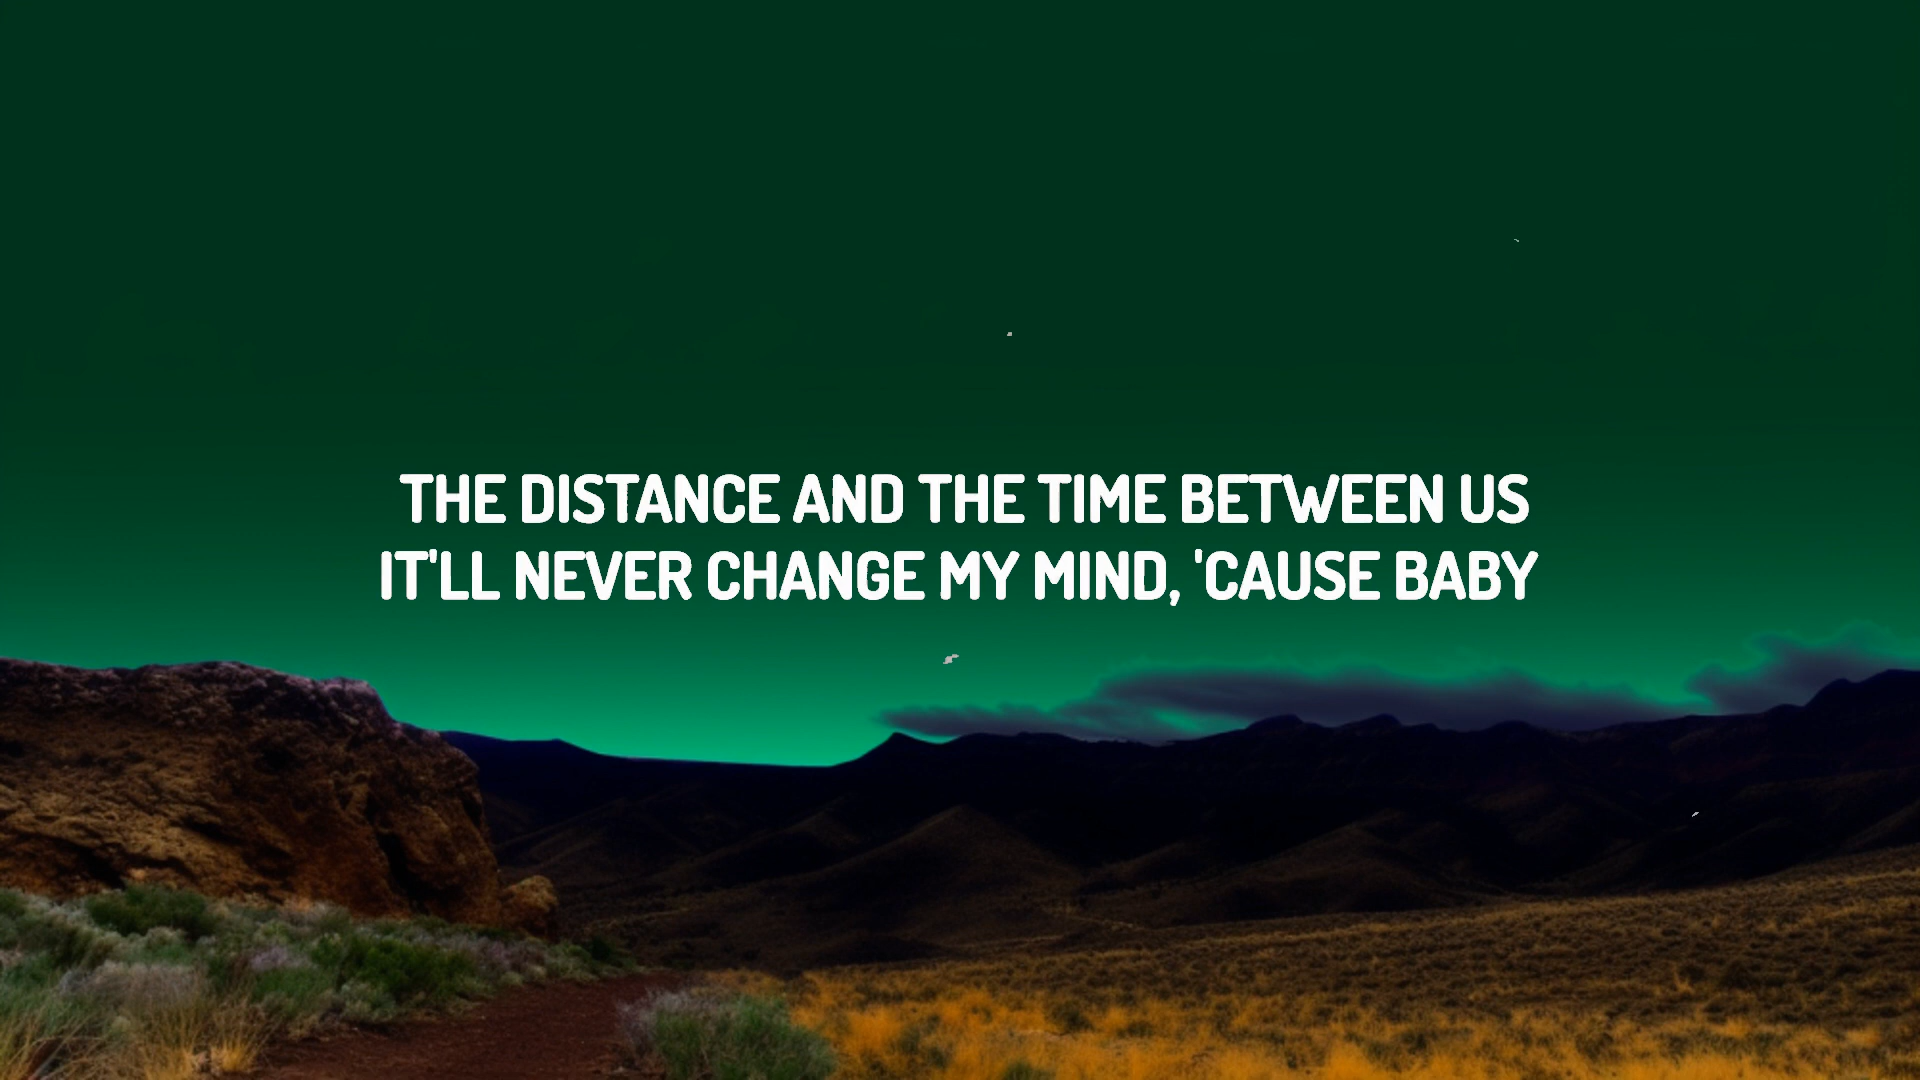 THE DISTANCE AND THE TIME BETWEEN US
IT'LL NEVER CHANGE MY MIND, 'CAUSE BABY